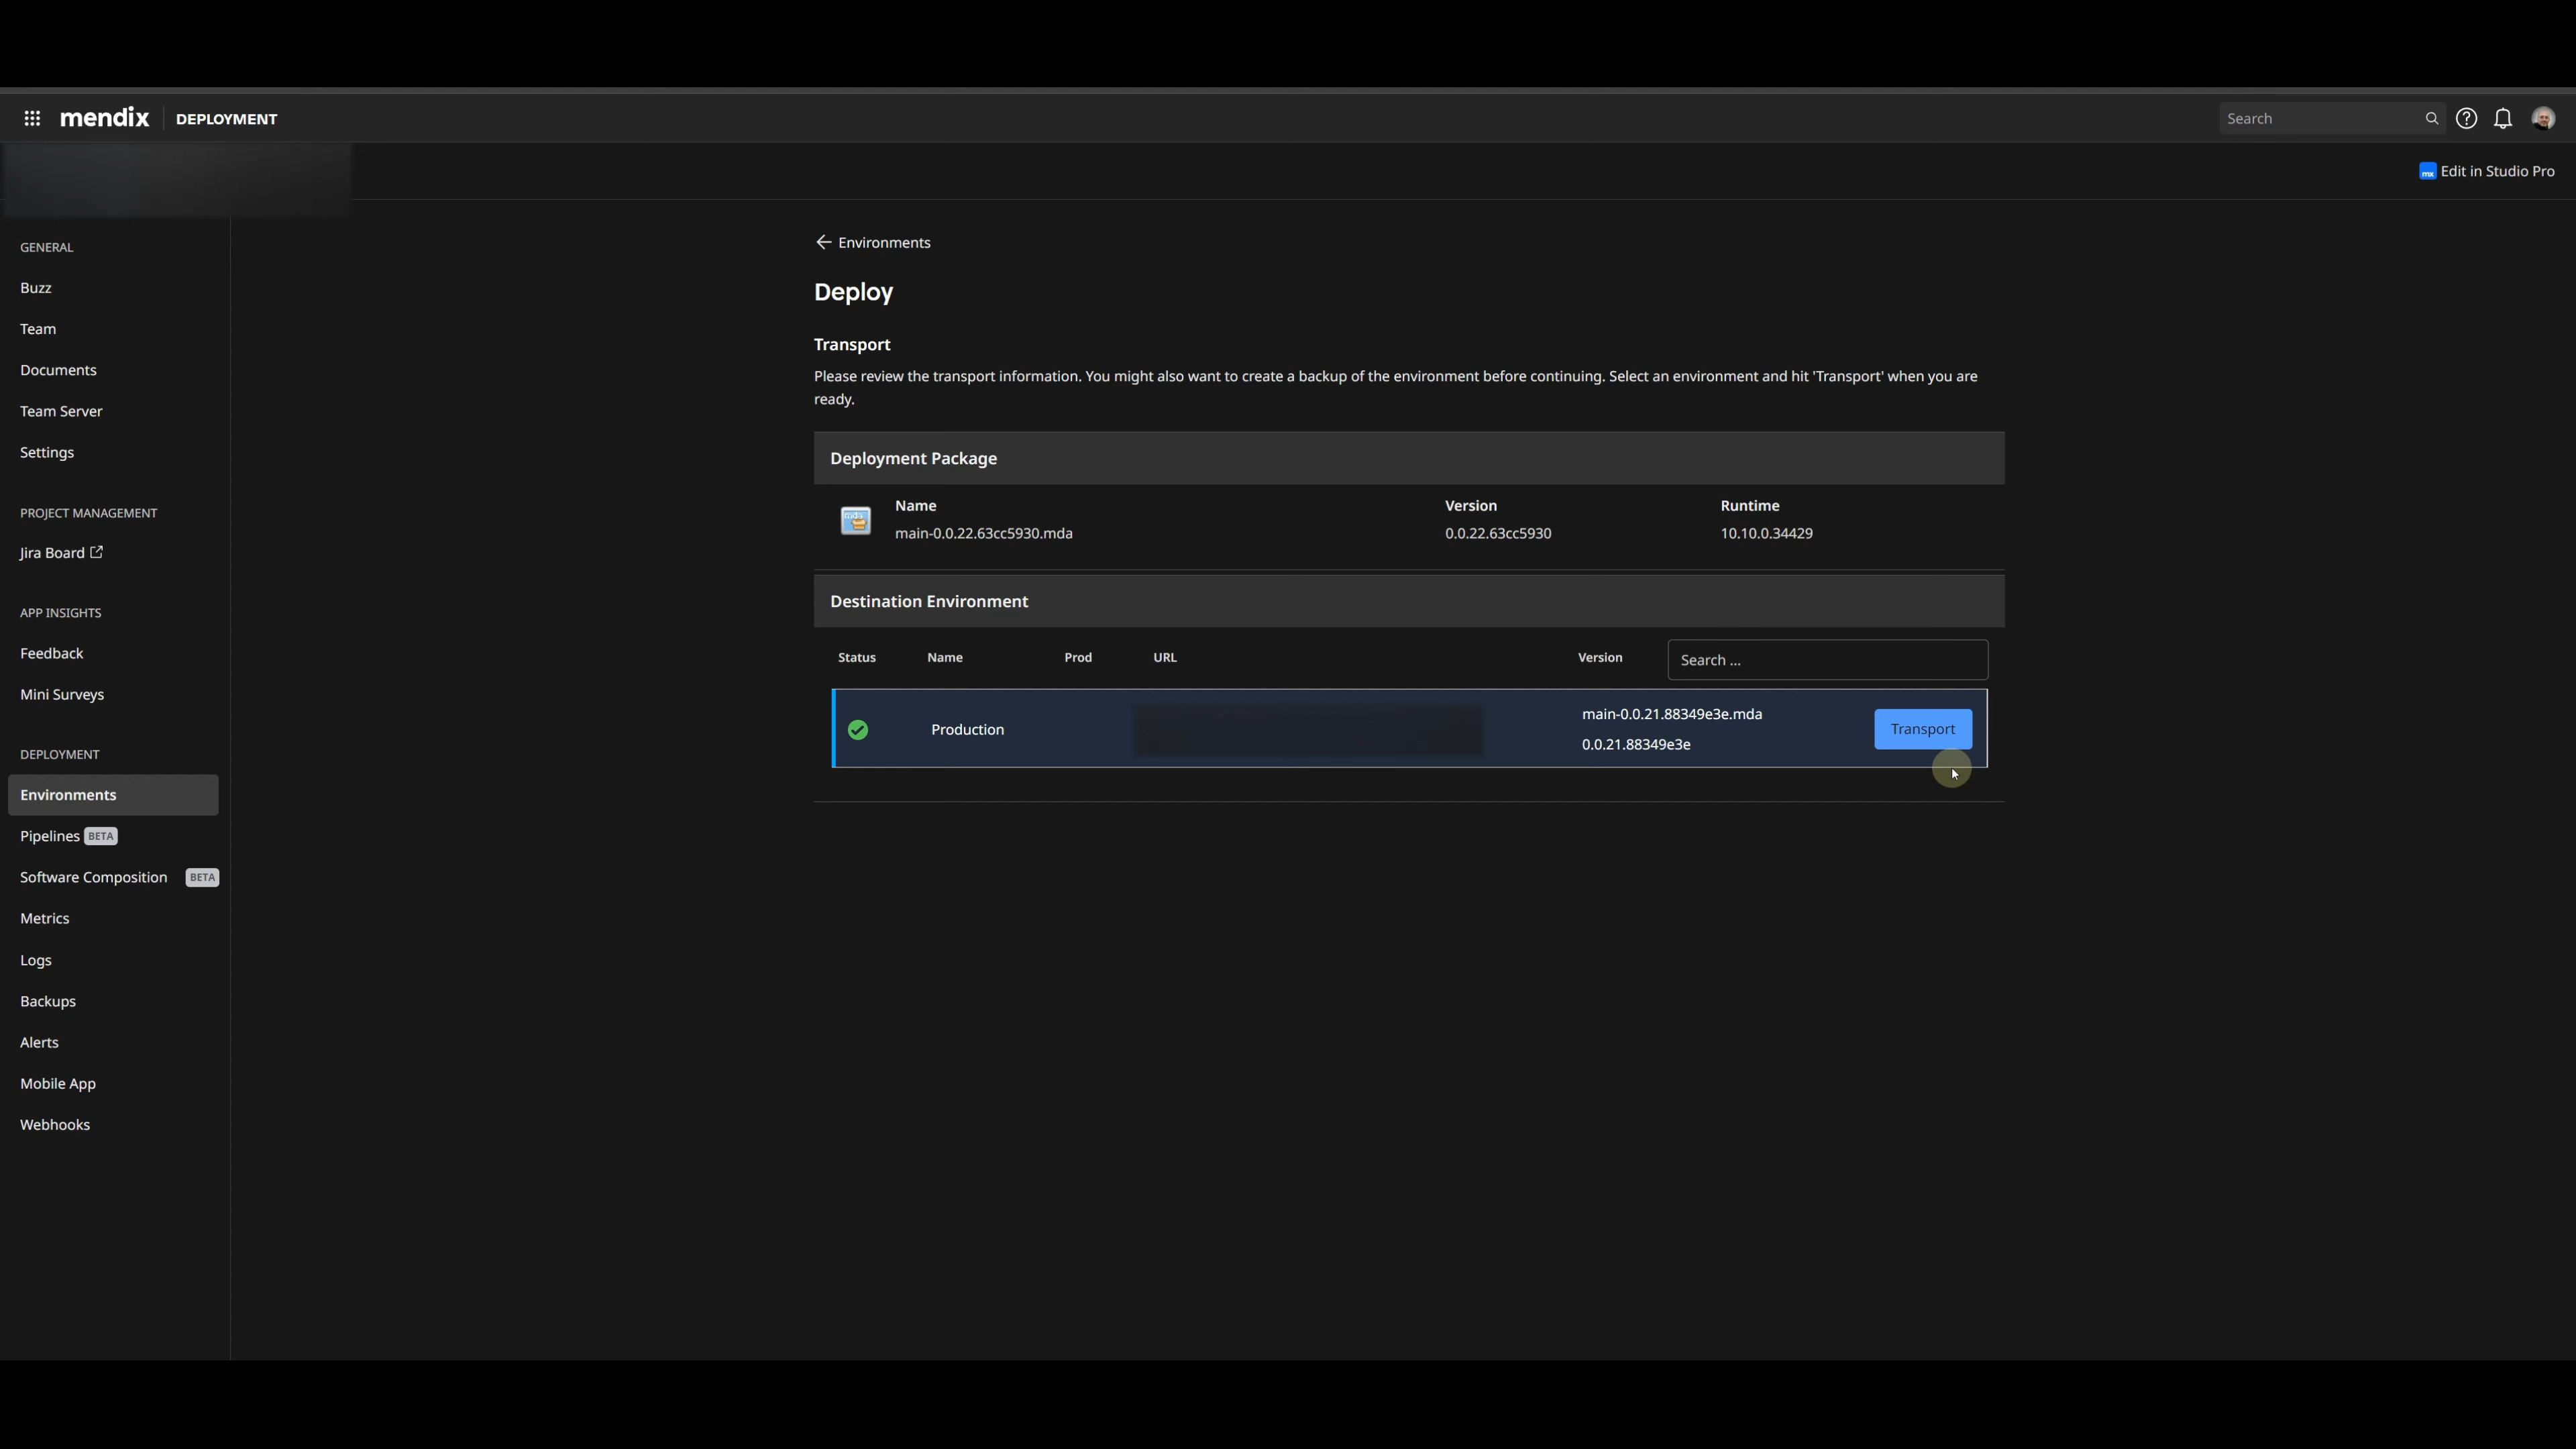 mendix
DEPLOYMENT
Search
Edit in Studio Pro
GENERAL
Buzz
Team
Documents
Team Server
Settings
PROJECT MANAGEMENT
Jira Board
APP INSIGHTS
Feedback
Mini Surveys
DEPLOYMENT
Environments
Pipelines BETA
Software Composition BETA
Metrics
Logs
Backups
Alerts
Mobile App
Webhooks
Environments
Deploy
Transport
Please review the transport information. You might also want to create a backup of the environment before continuing. Select an environment and hit 'Transport' when you are
ready.
Deployment Package
Name Version Runtime
main-0.0.22.63cc5930.mda 0.0.22.63cc5930 10.10.0.34429
Destination Environment
Status Name Prod URL Version Search ...
Production main-0.0.21.88349e3e.mda Transport
0.0.21.88349e3e